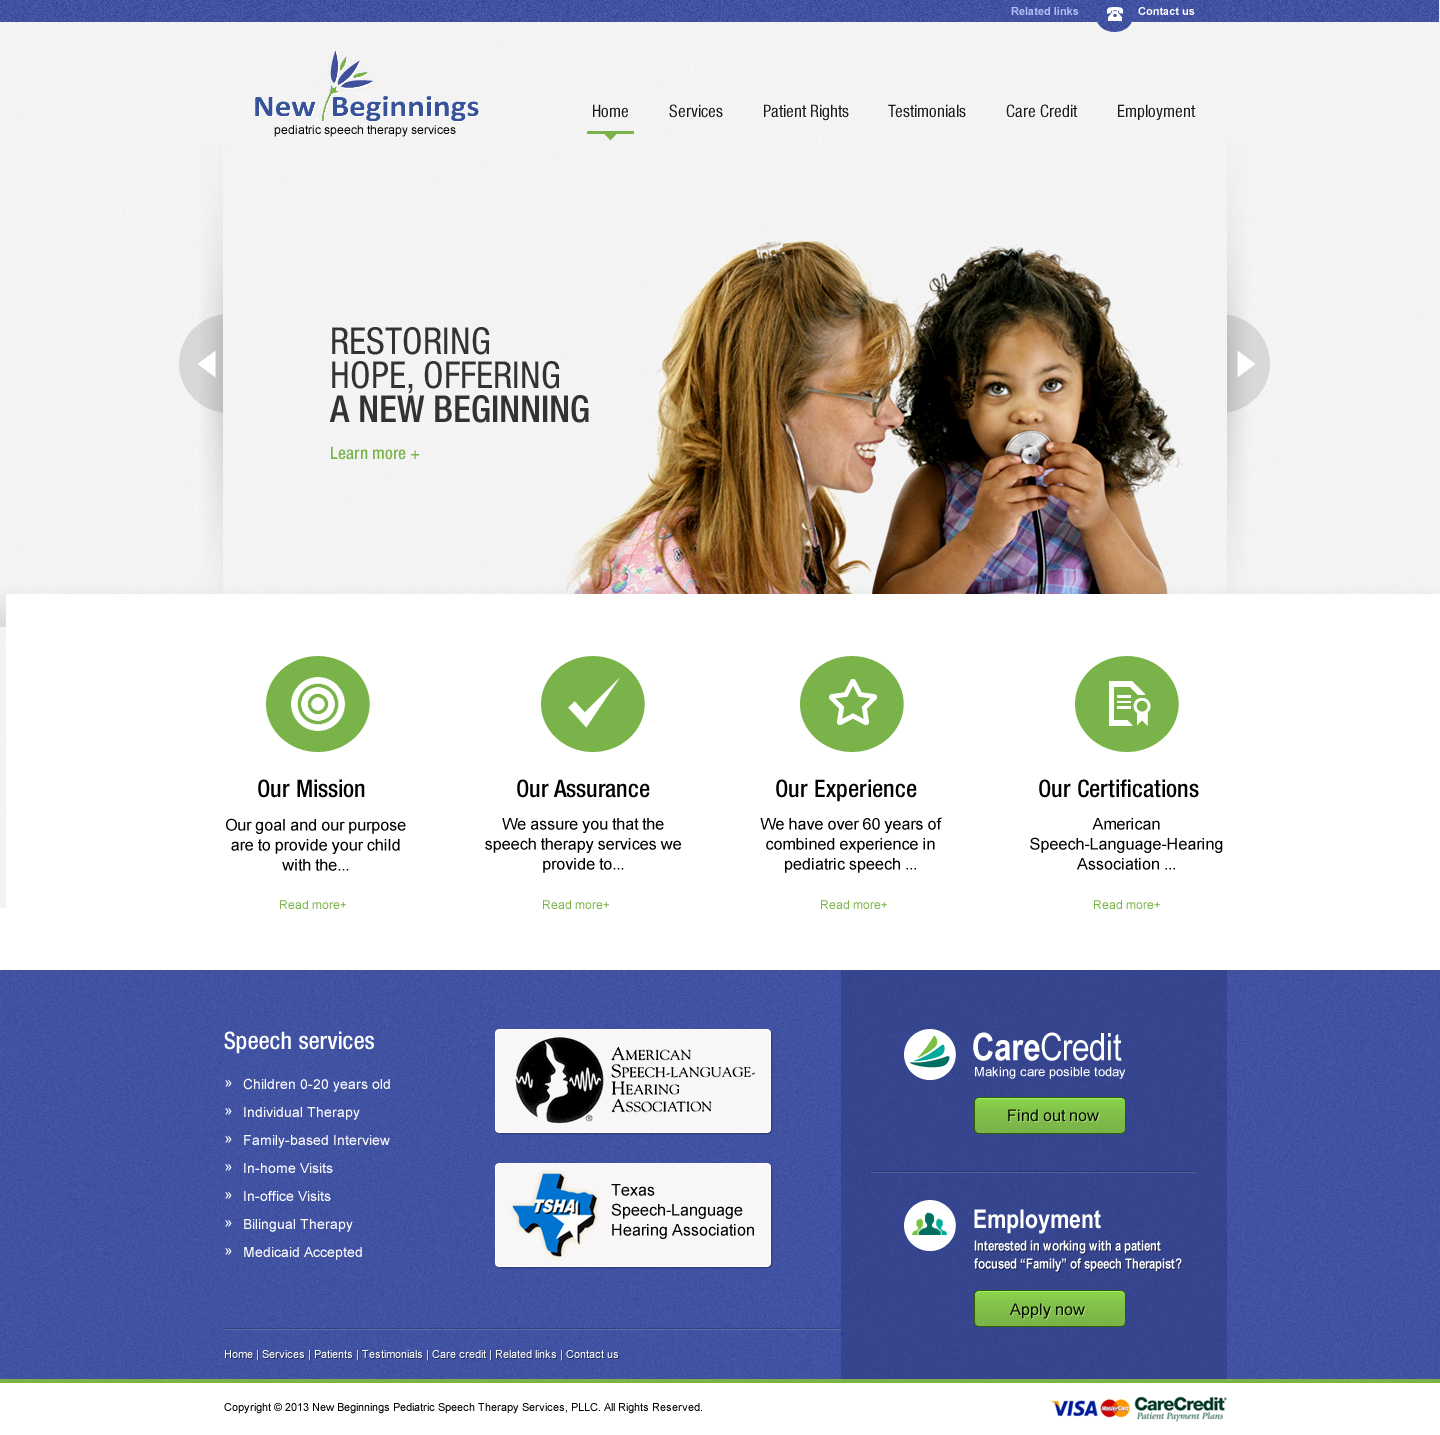 Related links
Contact us
New Beginnings
pediatric speech therapy services
Home
Services
Patient Rights
Testimonials
Care Credit
Employment
RESTORING
HOPE, OFFERING
A NEW BEGINNING
Learn more +
Our Mission
Our goal and our purpose
are to provide your child
with the...
Read more+
Our Assurance
We assure you that the
speech therapy services we
provide to...
Read more+
Our Experience
We have over 60 years of
combined experience in
pediatric speech ...
Read more+
Our Certifications
American
Speech-Language-Hearing
Association ...
Read more+
Speech services
» Children 0-20 years old
» Individual Therapy
» Family-based Interview
» In-home Visits
» In-office Visits
» Bilingual Therapy
» Medicaid Accepted
AMERICAN
SPEECH-LANGUAGE-
HEARING
ASSOCIATION
®
TSHA
Texas
Speech-Language
Hearing Association
CareCredit
Making care posible today
Find out now
Employment
Interested in working with a patient
focused “Family” of speech Therapist?
Apply now
Home | Services | Patients | Testimonials | Care credit | Related links | Contact us
Copyright © 2013 New Beginnings Pediatric Speech Therapy Services, PLLC. All Rights Reserved.
VISA
MasterCard
CareCredit
Patient Payment Plans